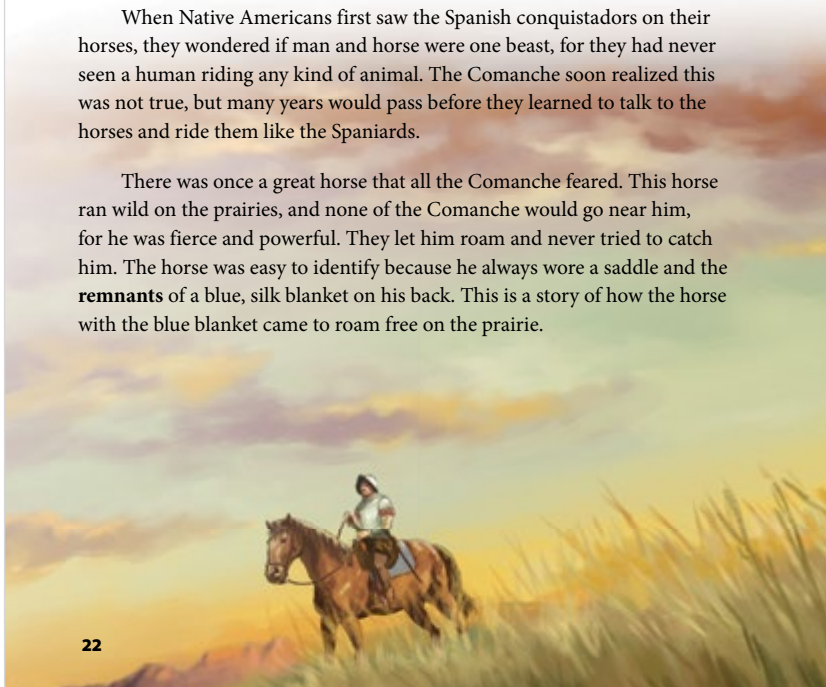 When Native Americans first saw the Spanish conquistadors on their
horses, they wondered if man and horse were one beast, for they had never
seen a human riding any kind of animal. The Comanche soon realized this
was not true, but many years would pass before they learned to talk to the
horses and ride them like the Spaniards.
There was once a great horse that all the Comanche feared. This horse
ran wild on the prairies, and none of the Comanche would go near him,
for he was fierce and powerful. They let him roam and never tried to catch
him. The horse was easy to identify because he always wore a saddle and the
remnants of a blue, silk blanket on his back. This is a story of how the horse
with the blue blanket came to roam free on the prairie.
22